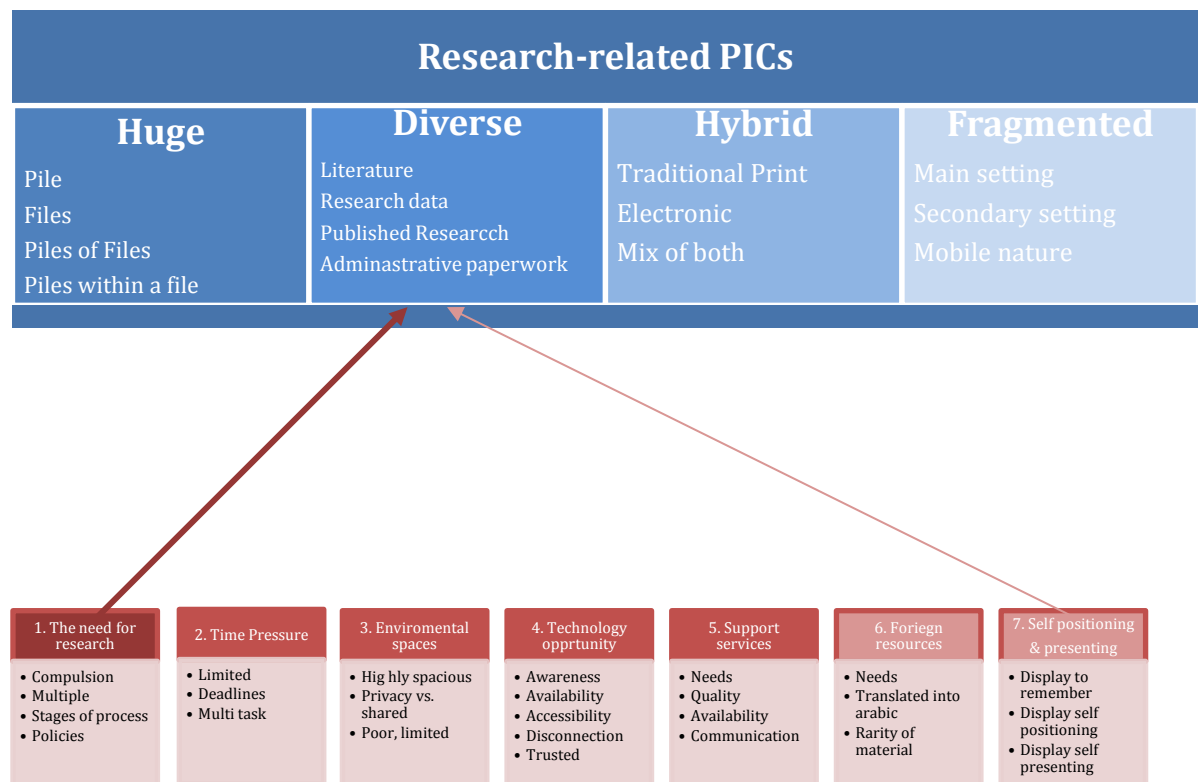 Research-related PICs
Huge
Pile
Files
Piles of Files
Piles within a file
Diverse
Literature
Research data
Published Researcch
Adminastrative paperwork
Hybrid
Traditional Print
Electronic
Mix of both
Fragmented
Main setting
Secondary setting
Mobile nature
1. The need for
research
• Compulsion
• Multiple
• Stages of process
• Policies
2. Time Pressure
• Limited
• Deadlines
• Multi task
3. Enviromental
spaces
• Hig hly spacious
• Privacy vs.
shared
• Poor, limited
4. Technology
opprtunity
• Awareness
• Availability
• Accessibility
• Disconnection
• Trusted
5. Support
services
• Needs
• Quality
• Availability
• Communication
6. Foriegn
resources
• Needs
• Translated into
arabic
• Rarity of
material
7. Self positioning
& presenting
• Display to
remember
• Display self
positioning
• Display self
presenting